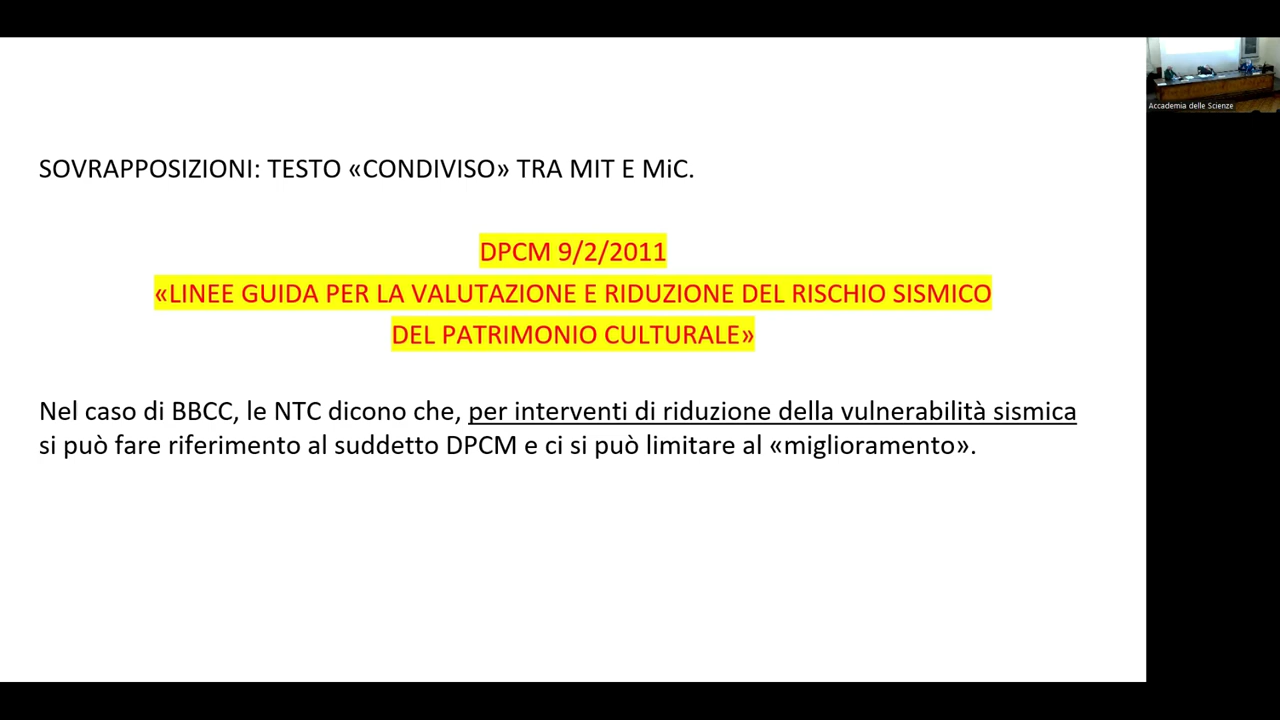 SOVRAPPOSIZIONI: TESTO «CONDIVISO» TRA MIT E MiC.
DPCM 9/2/2011
«LINEE GUIDA PER LA VALUTAZIONE E RIDUZIONE DEL RISCHIO SISMICO
DEL PATRIMONIO CULTURALE»
Nel caso di BBCC, le NTC dicono che, per interventi di riduzione della vulnerabilità sismica
si può fare riferimento al suddetto DPCM e ci si può limitare al «miglioramento».
Accademia delle Scienze